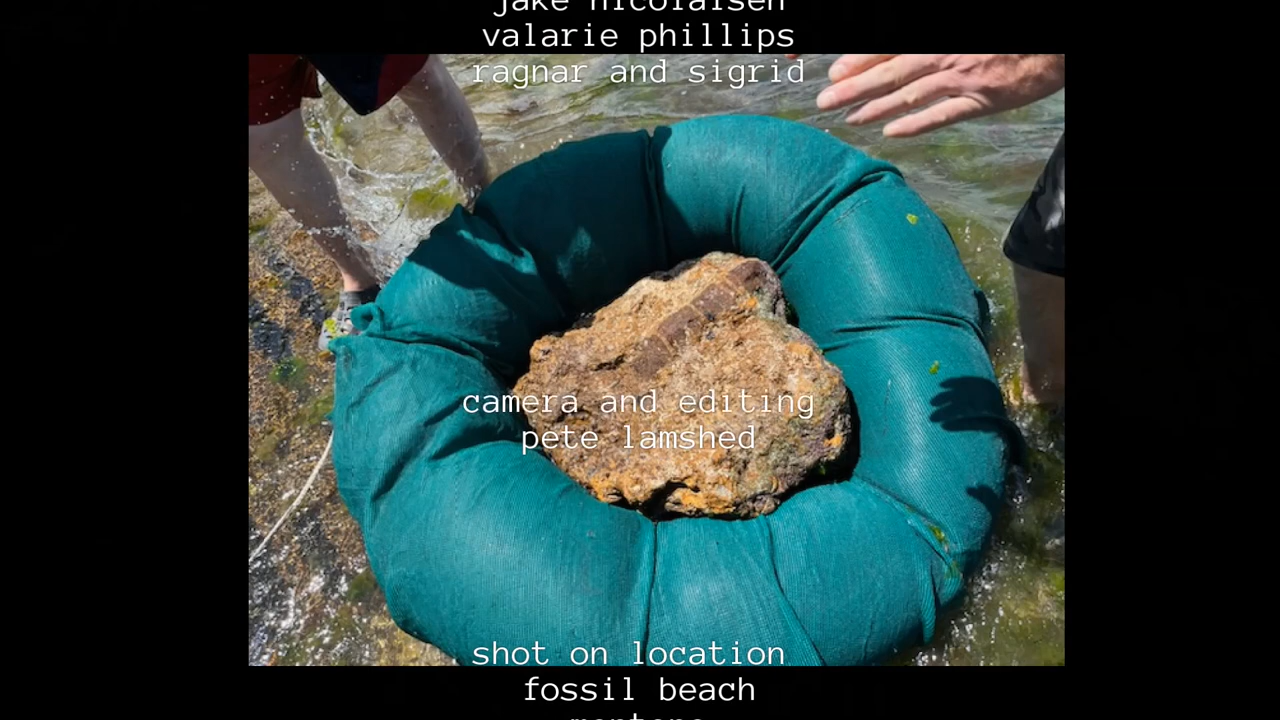 jake nicolaisen
valarie phillips
ragnar and sigrid
camera and editing
pete lamshed
shot on location
fossil beach